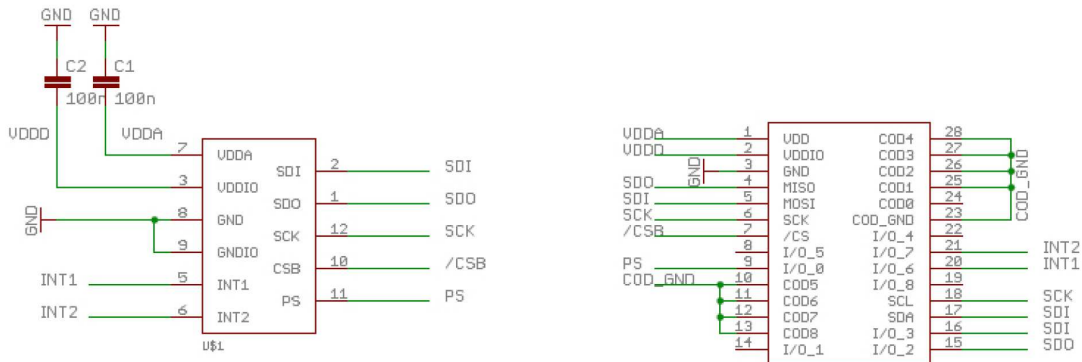 GND GND
C2 C1
100n 100n
VDDD VDDA
7 VDDA
3 VDDIO
GND 8 GND
9 GNDIO
INT1 5 INT1
INT2 6 INT2
SDI 2 SDI
SDO 1 SDO
SCK 12 SCK
CSB 10 /CSB
PS 11 PS
U$1
VDDA 1 VDD COD4 28
VDDD 2 VDDIO COD3 27
GND 3 GND COD2 26
SDO 4 MISO COD1 25
SDI 5 MOSI COD0 24
SCK 6 SCK COD_GND 23
/CSB 7 /CS I/O_4 22
8 I/O_5 I/O_7 21 INT2
PS 9 I/O_0 I/O_6 20 INT1
COD_GND 10 COD5 I/O_8 19
11 COD6 SCL 18 SCK
12 COD7 SDA 17 SDI
13 COD8 I/O_3 16 SDI
14 I/O_1 I/O_2 15 SDO
COD_GND